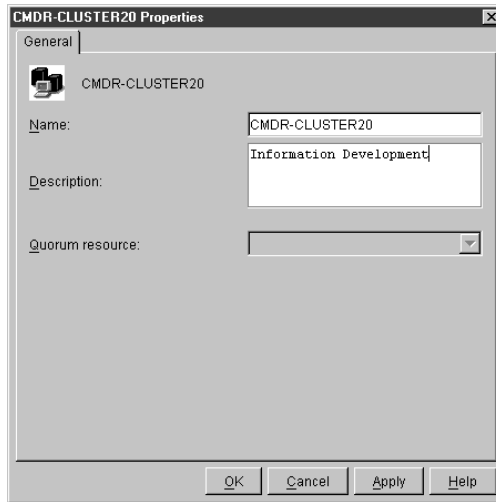 CMDR-CLUSTER20 Properties
General
CMDR-CLUSTER20
Name: CMDR-CLUSTER20
Information Development
Description:
Quorum resource:
OK Cancel Apply Help